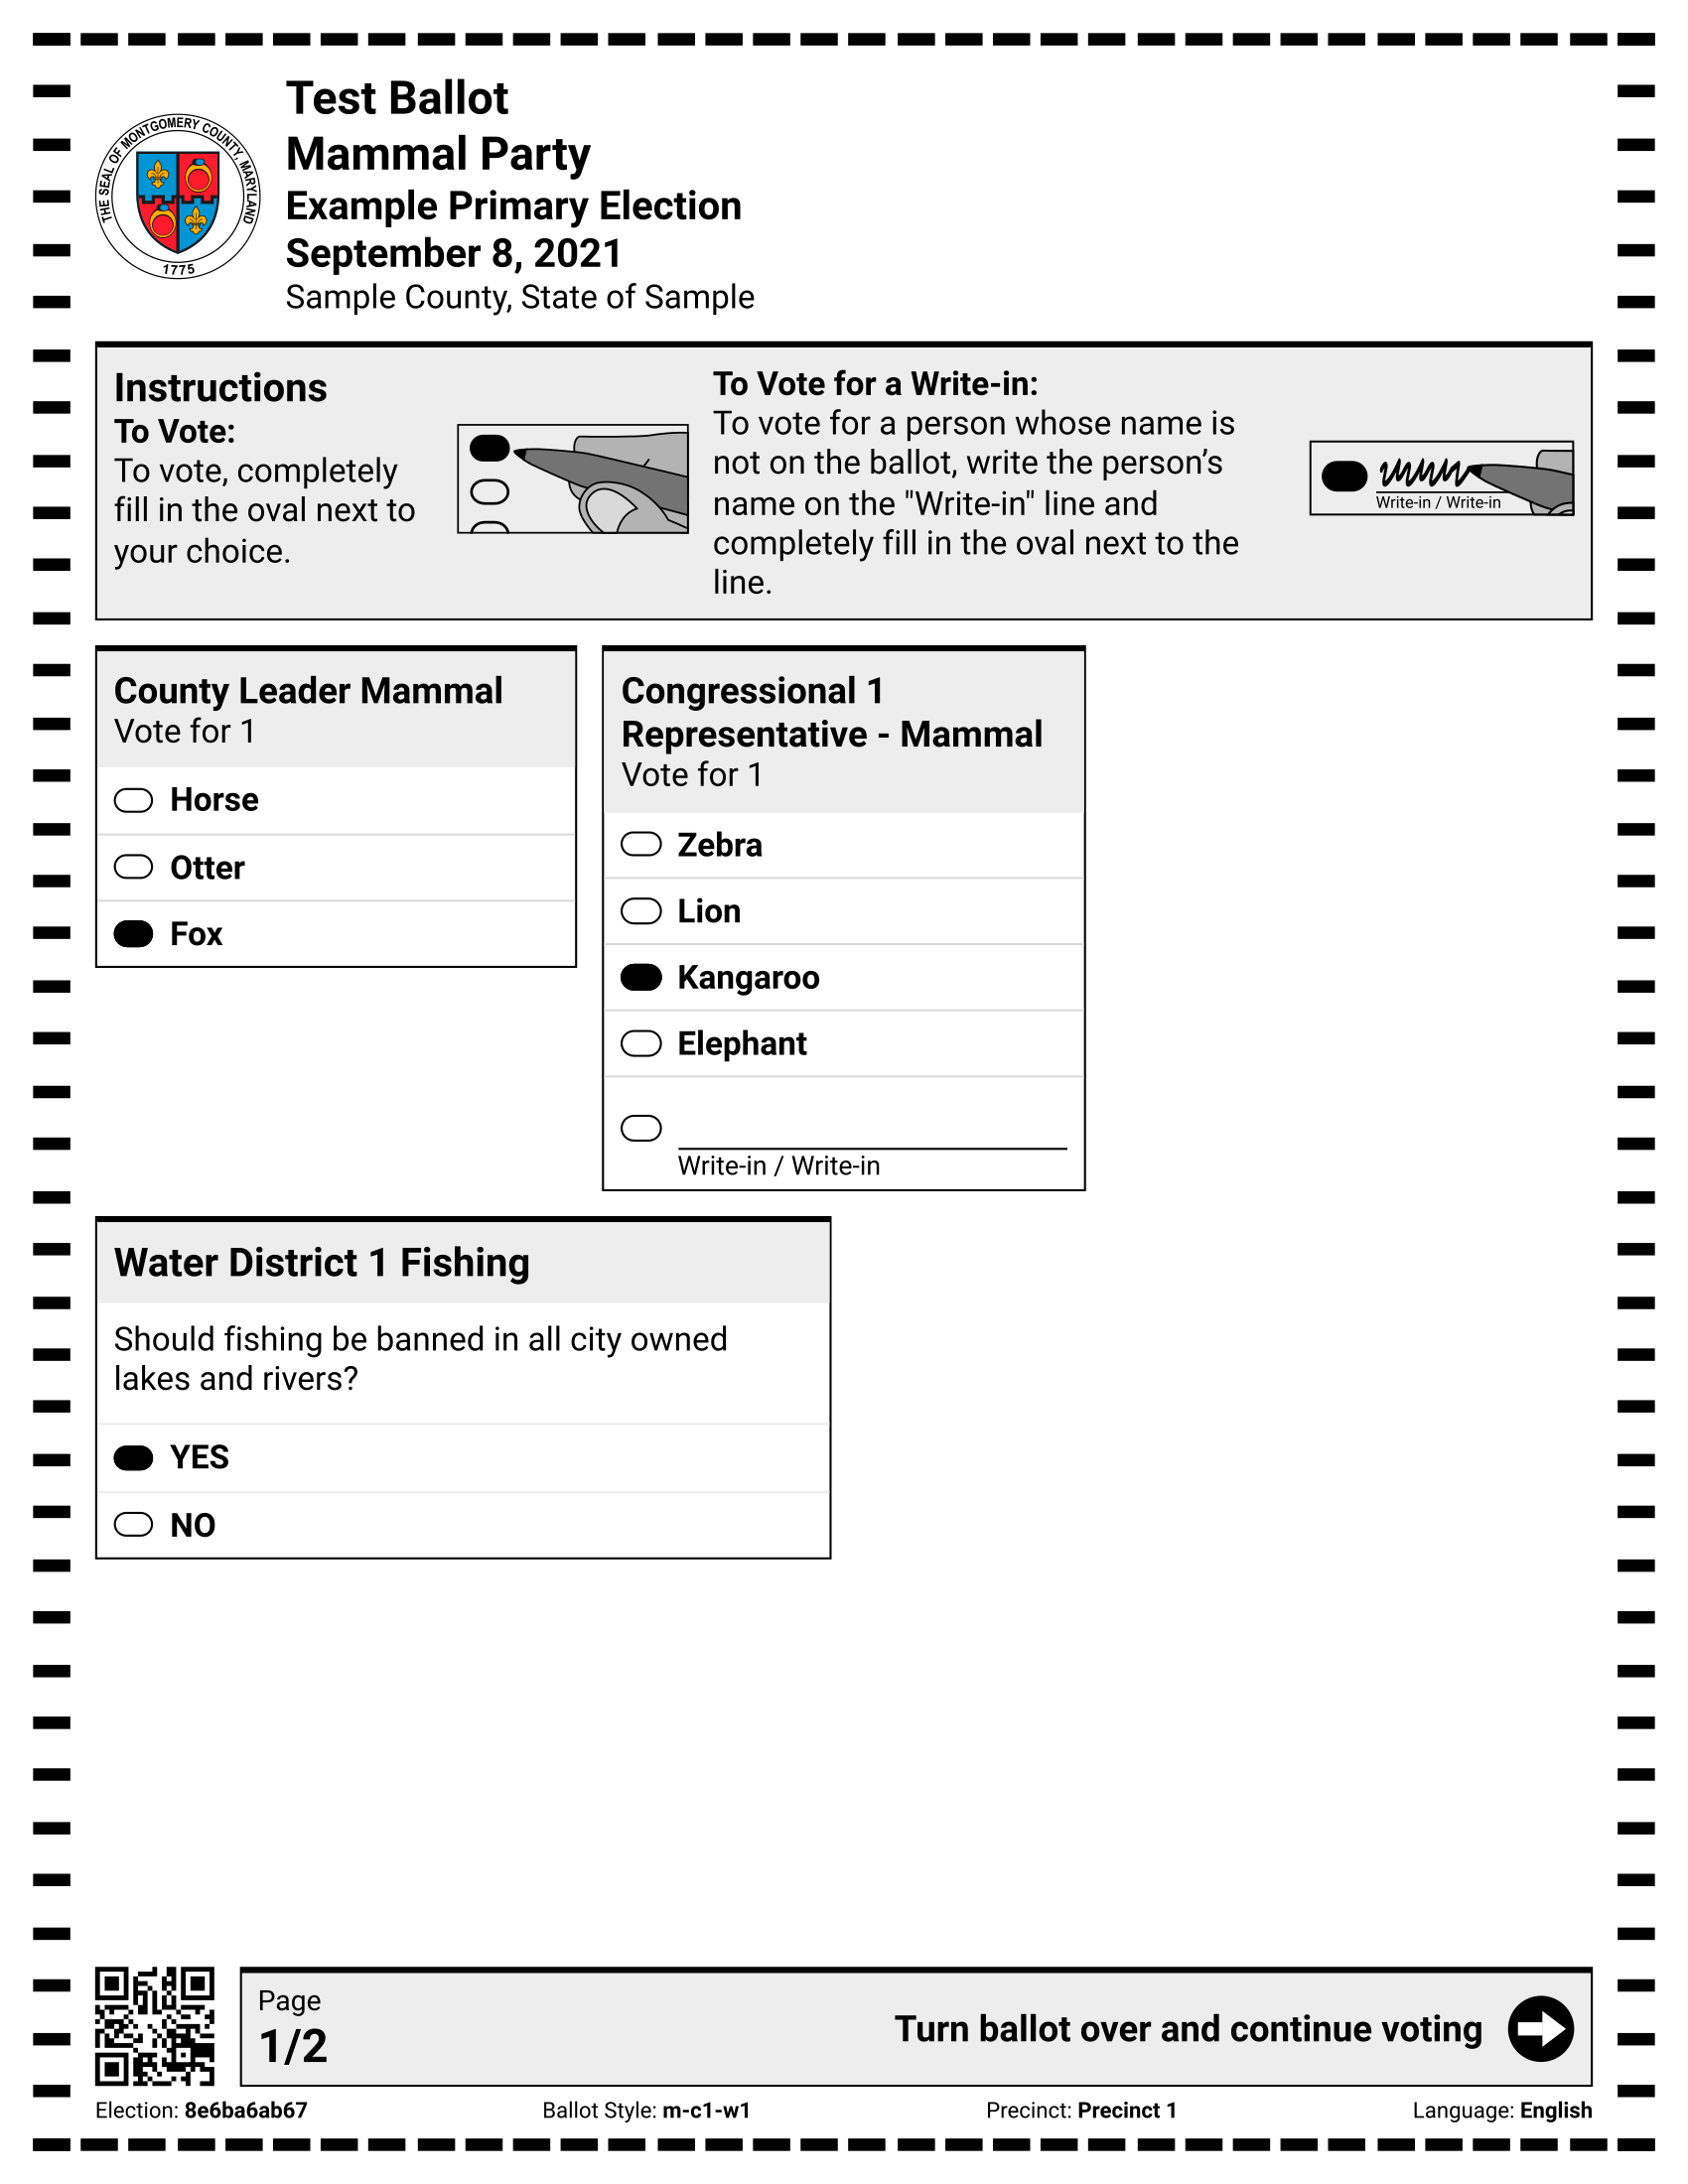 THE SEAL OF MONTGOMERY COUNTY, MARYLAND
1775
Test Ballot
Mammal Party
Example Primary Election
September 8, 2021
Sample County, State of Sample
Instructions
To Vote:
To vote, completely
fill in the oval next to
your choice.
To Vote for a Write-in:
To vote for a person whose name is
not on the ballot, write the person’s
name on the "Write-in" line and
completely fill in the oval next to the
line.
Write-in / Write-in
County Leader Mammal
Vote for 1
Horse
Otter
Fox
Congressional 1
Representative - Mammal
Vote for 1
Zebra
Lion
Kangaroo
Elephant
Write-in / Write-in
Water District 1 Fishing
Should fishing be banned in all city owned
lakes and rivers?
YES
NO
Page
1/2
Turn ballot over and continue voting
Election: 8e6ba6ab67
Ballot Style: m-c1-w1
Precinct: Precinct 1
Language: English